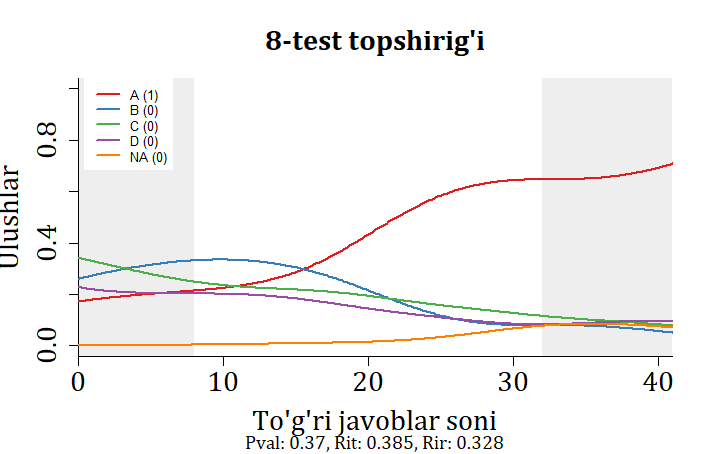 8-test topshirig'i
A (1)
B (0)
C (0)
D (0)
NA (0)
Ulushlar
0.8
0.4
0.0
0
10
20
30
40
To'g'ri javoblar soni
Pval: 0.37, Rit: 0.385, Rir: 0.328